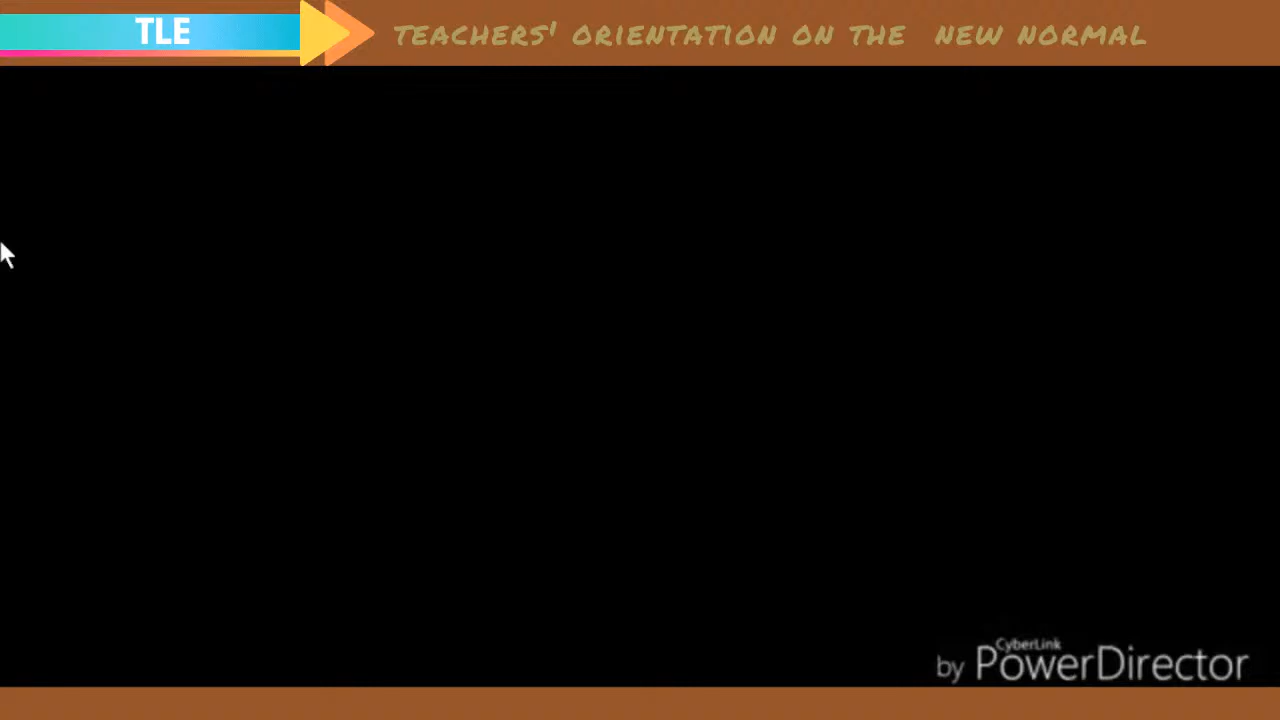 TLE
TEACHERS' ORIENTATION ON THE NEW NORMAL
CyberLink
by PowerDirector